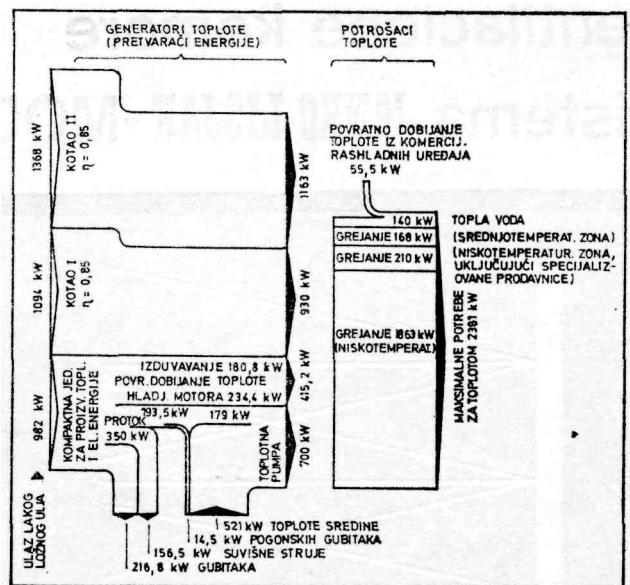 GENERATORI TOPLOTE
(PRETVARAČI ENERGIJE)
POTROŠACI
TOPLOTE
1368 kW
KOTAO II
η = 0,85
1163 kW
POVRATNO DOBIJANJE
TOPLOTE IZ KOMERCIJ.
RASHLADNIH UREĐAJA
55,5 kW
140 kW
TOPLA VODA
GREJANJE 168 kW
(SREDNJOTEMPERAT. ZONA)
GREJANJE 210 kW
(NISKOTEMPERATUR. ZONA,
UKLJUČUJUĆI SPECIJALIZ-
OVANE PRODAVNICE)
1094 kW
KOTAO I
η = 0,85
930 kW
GREJANJE 1863 kW
(NISKOTEMPERAT.)
MAKSIMALNE POTREBE
ZA TOPLOTOM 2381 kW
982 kW
KOMPAKTNA JED.
ZA PROIZV. TOPL.
I EL. ENERGIJE
IZDUVAVANJE 180,8 kW
POVR. DOBIJANJE TOPLOTE
HLADJ. MOTORA 234,4 kW
415,2 kW
193,5 kW
179 kW
PROTOK
350 kW
TOPLOTNA
PUMPA
700 kW
ULAZ LAKOG
LOŽNOG ULJA
521 kW TOPLOTE SREDINE
14,5 kW POGONSKIH GUBITAKA
156,5 kW SUVIŠNE STRUJE
216,8 kW GUBITAKA